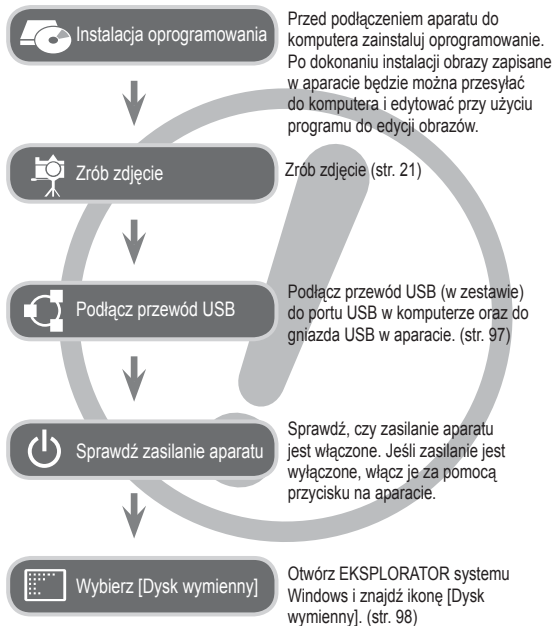 Instalacja oprogramowania
Przed podłączeniem aparatu do
komputera zainstaluj oprogramowanie.
Po dokonaniu instalacji obrazy zapisane
w aparacie będzie można przesyłać
do komputera i edytować przy użyciu
programu do edycji obrazów.
Zrób zdjęcie
Zrób zdjęcie (str. 21)
Podłącz przewód USB
Podłącz przewód USB (w zestawie)
do portu USB w komputerze oraz do
gniazda USB w aparacie. (str. 97)
Sprawdź zasilanie aparatu
Sprawdź, czy zasilanie aparatu
jest włączone. Jeśli zasilanie jest
wyłączone, włącz je za pomocą
przycisku na aparacie.
Wybierz [Dysk wymienny]
Otwórz EKSPLORATOR systemu
Windows i znajdź ikonę [Dysk
wymienny]. (str. 98)